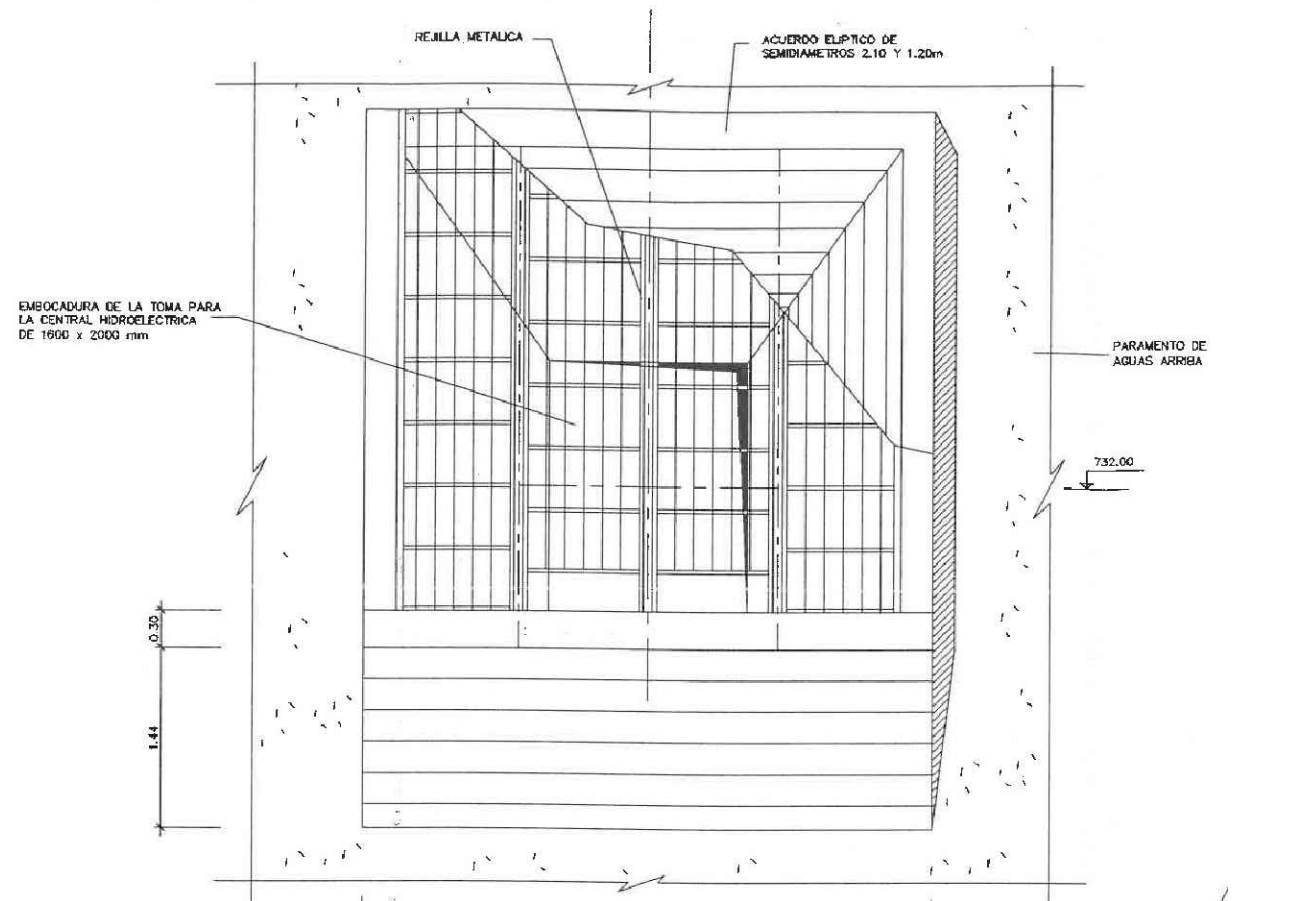 REJILLA METALICA
ACUERDO ELIPTICO DE
SEMIDIAMETROS 2.10 Y 1.20m
EMBOCADURA DE LA TOMA PARA
LA CENTRAL HIDROELECTRICA
DE 1600 x 2000 mm
PARAMENTO DE
AGUAS ARRIBA
732.00
0.30
1.44